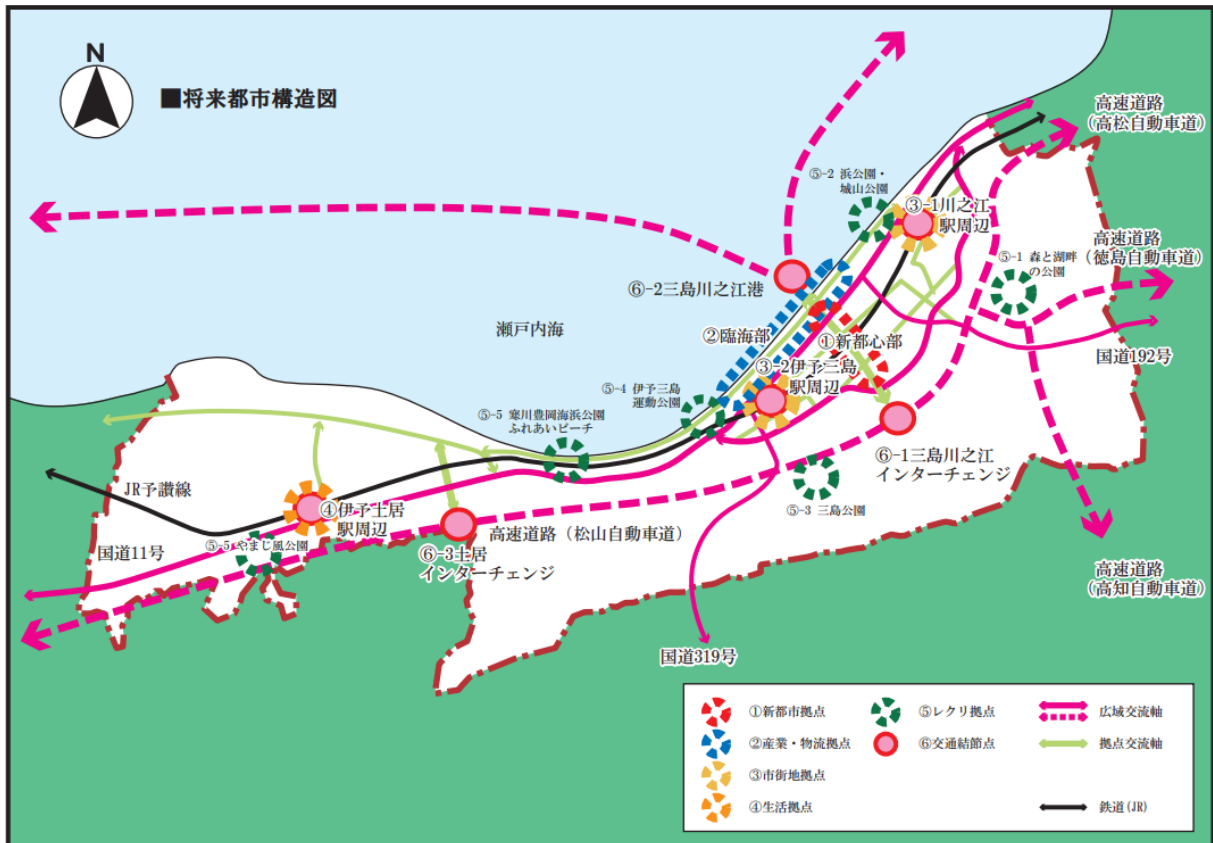 N
■将来都市構造図
高速道路
(高松自動車道)
⑤-2 浜公園・
城山公園
③-1川之江
駅周辺
高速道路
(徳島自動車道)
⑤-1 森と湖畔
の公園
⑥-2三島川之江港
瀬戸内海
②臨海部
①新都心部
国道192号
③-2伊予三島
駅周辺
⑤-4 伊予三島
運動公園
⑤-5 寒川豊岡海浜公園
ふれあいビーチ
⑥-1三島川之江
インターチェンジ
JR予讃線
④伊予土居
駅周辺
⑤-3 三島公園
国道11号
⑤-5 やまじ風公園
高速道路(松山自動車道)
⑥-3土居
インターチェンジ
高速道路
(高知自動車道)
国道319号
①新都市拠点
②産業・物流拠点
③市街地拠点
④生活拠点
⑤レクリ拠点
⑥交通結節点
広域交流軸
拠点交流軸
鉄道(JR)